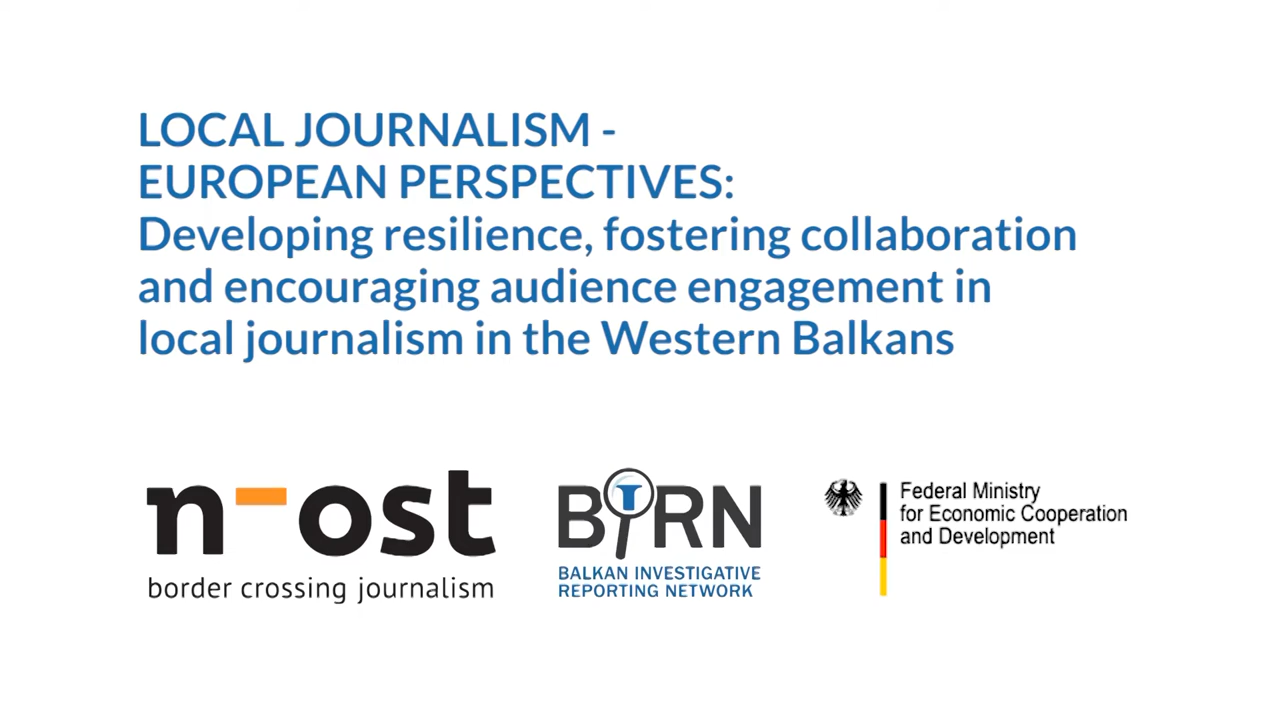 LOCAL JOURNALISM -
EUROPEAN PERSPECTIVES:
Developing resilience, fostering collaboration
and encouraging audience engagement in
local journalism in the Western Balkans
n-ost
border crossing journalism
BIRN
BALKAN INVESTIGATIVE
REPORTING NETWORK
Federal Ministry
for Economic Cooperation
and Development